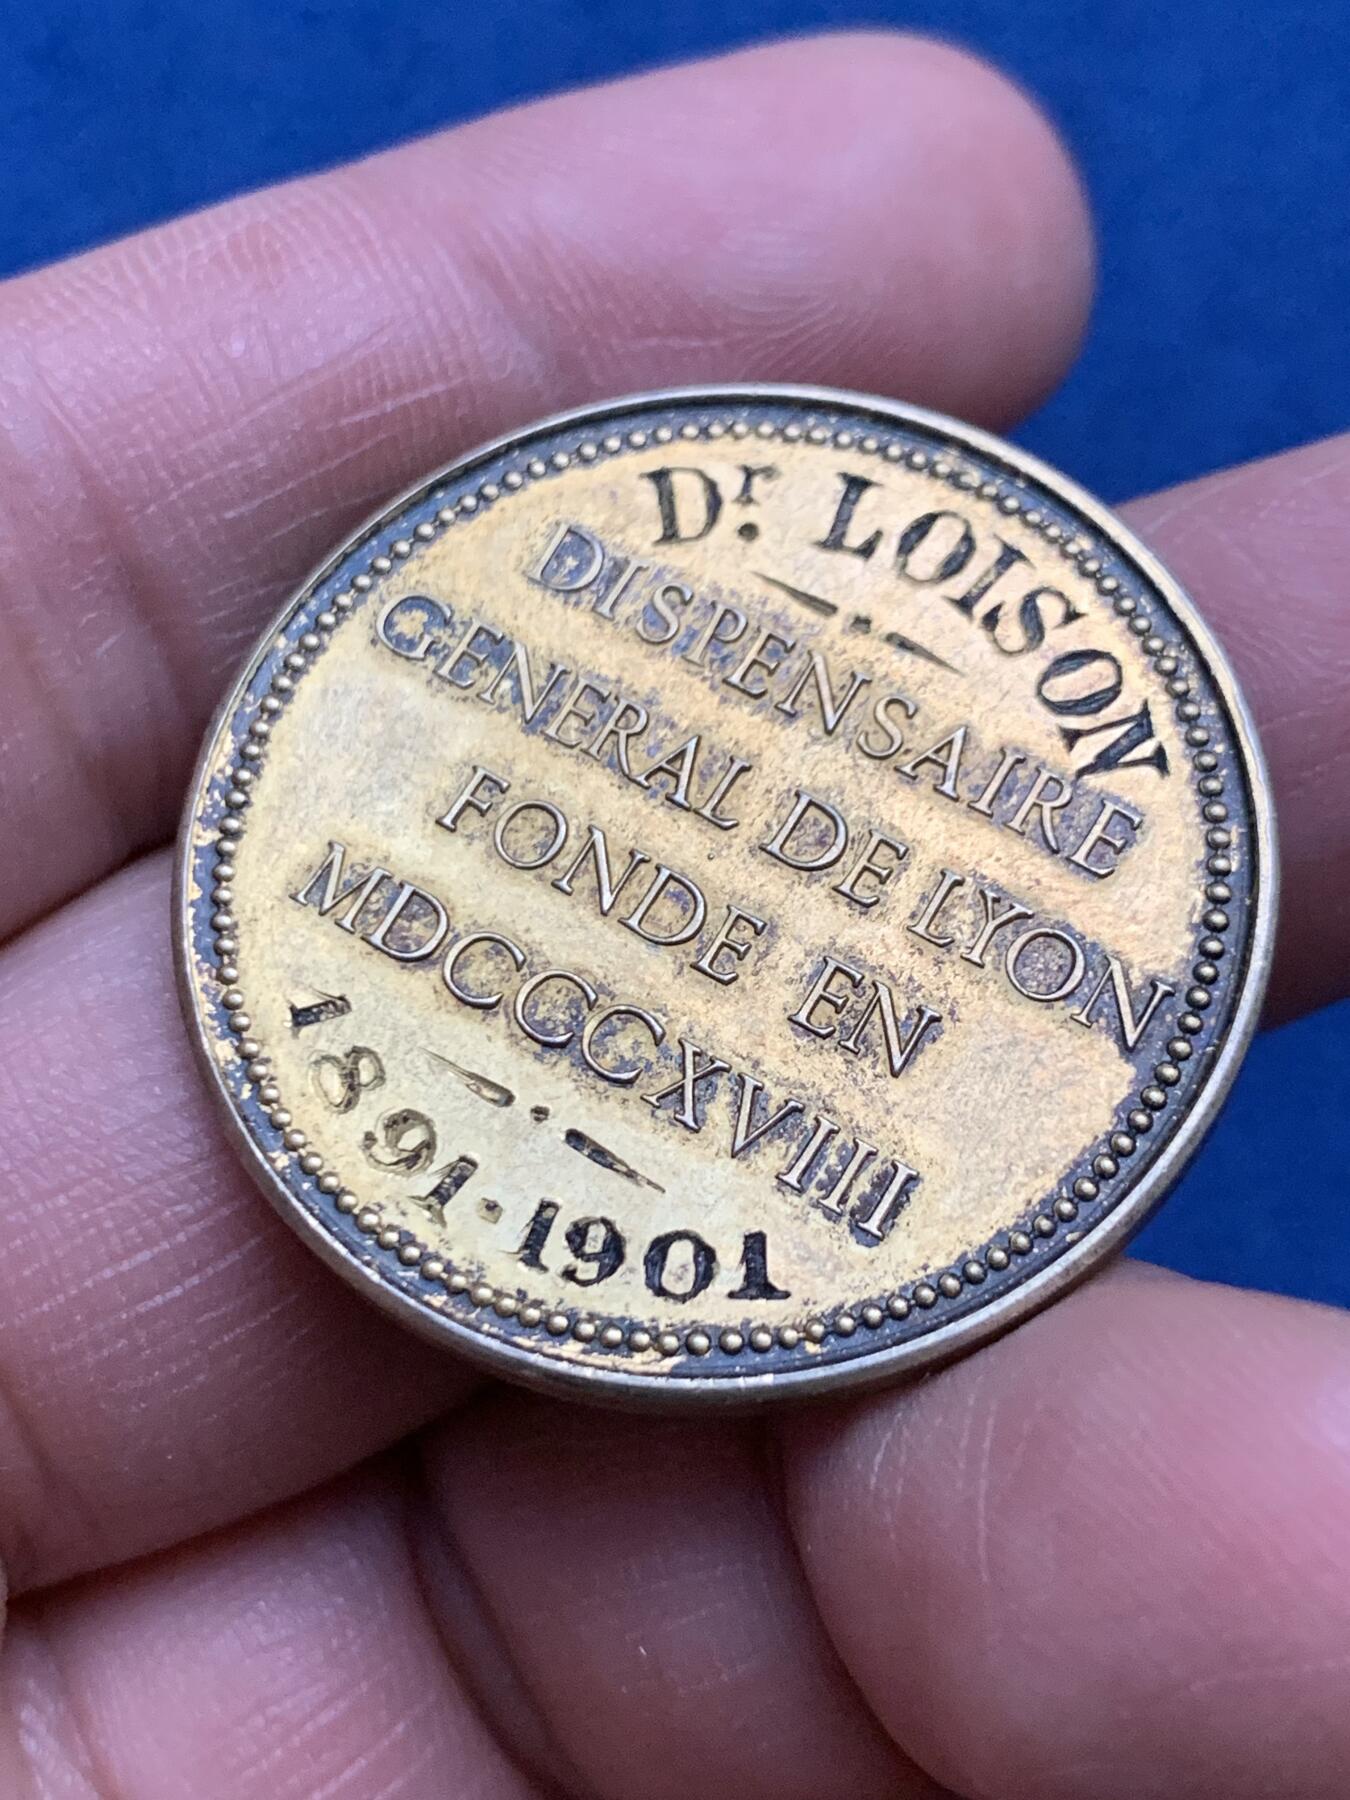 Dr. LOISON
DISPENSAIRE
GENERAL DE LYON
FONDE EN
MDCCCXVIII
1891·1901